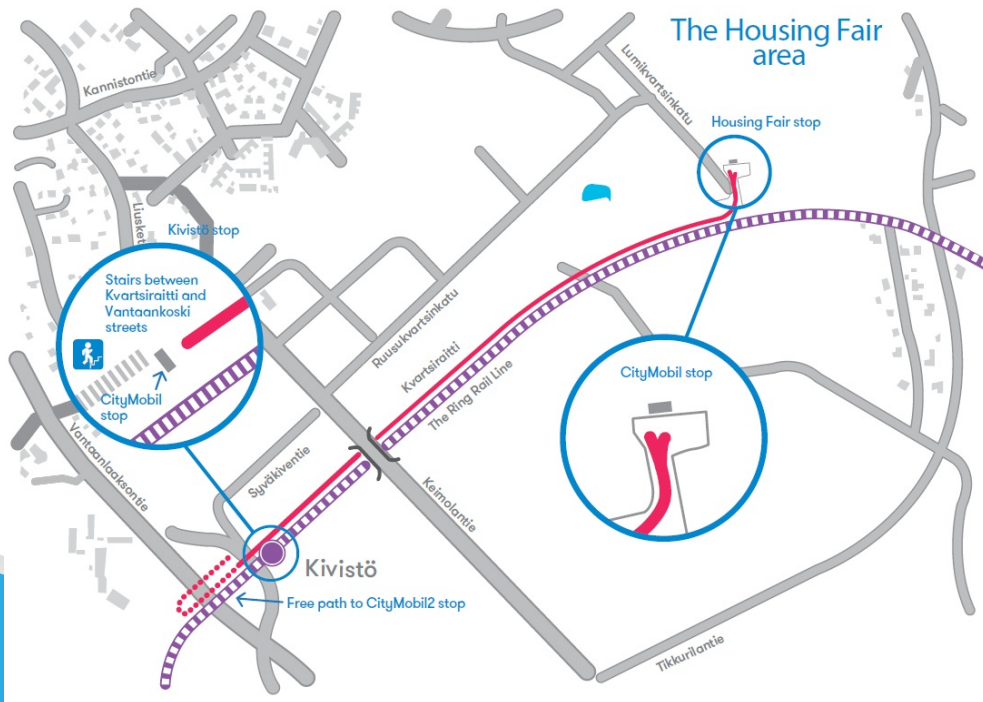 The Housing Fair
area
Kannistontie
Lumikvartsinkatu
Housing Fair stop
Liusket
Kivistö stop
Stairs between
Kvartsiraitti and
Vantaankoski
streets
CityMobil
stop
Ruusukvartsinkatu
Kvartsiraitti
The Ring Rail Line
CityMobil stop
Vantaanlaaksontie
Syväkiventie
Keimolantie
Kivistö
Free path to CityMobil2 stop
Tikkurilantie